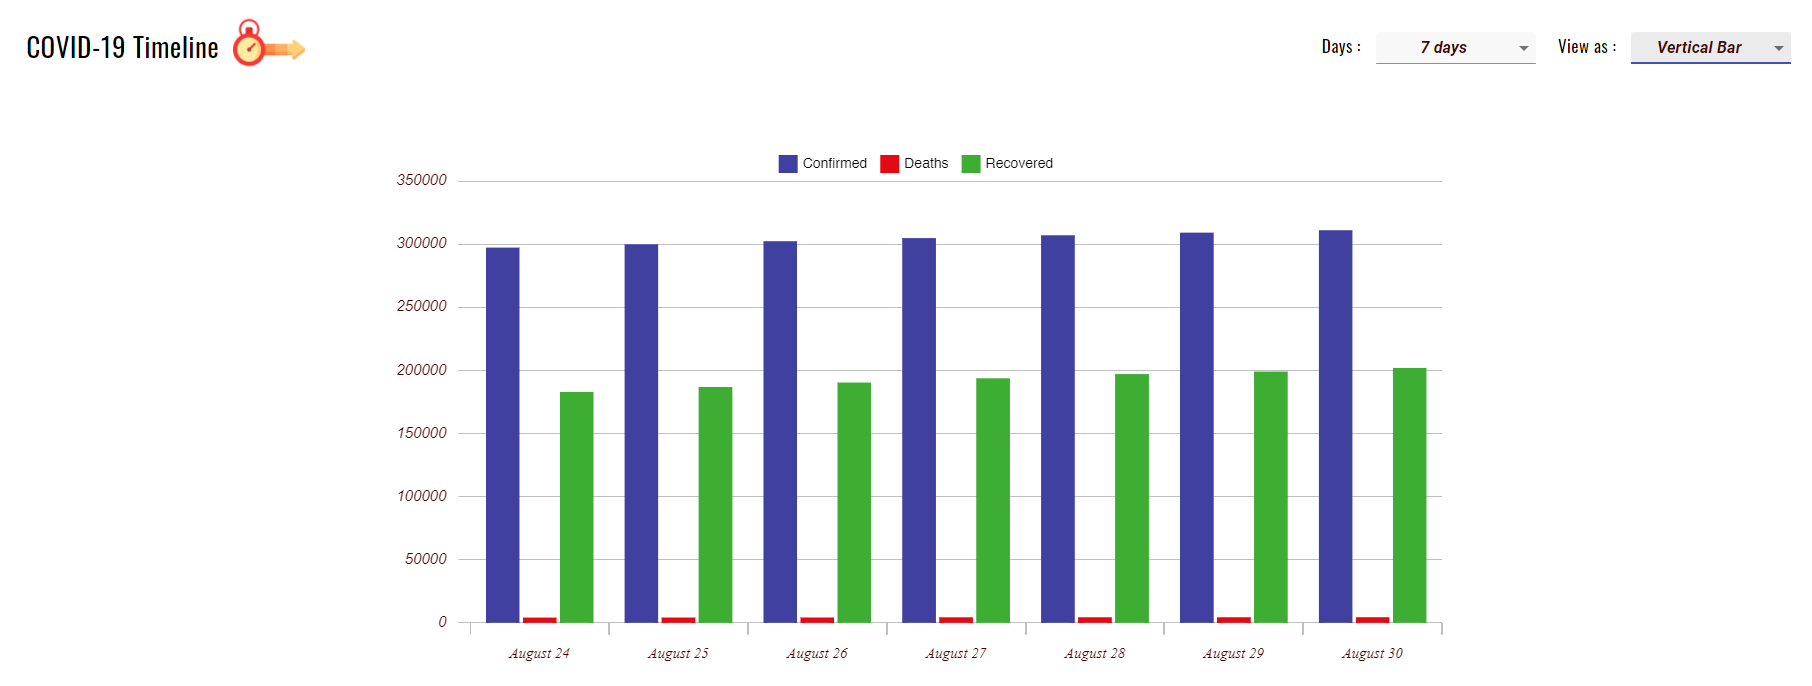 COVID-19 Timeline
Days : 7 days View as : Vertical Bar
Confirmed Deaths Recovered
350000
300000
250000
200000
150000
100000
50000
0
August 24 August 25 August 26 August 27 August 28 August 29 August 30